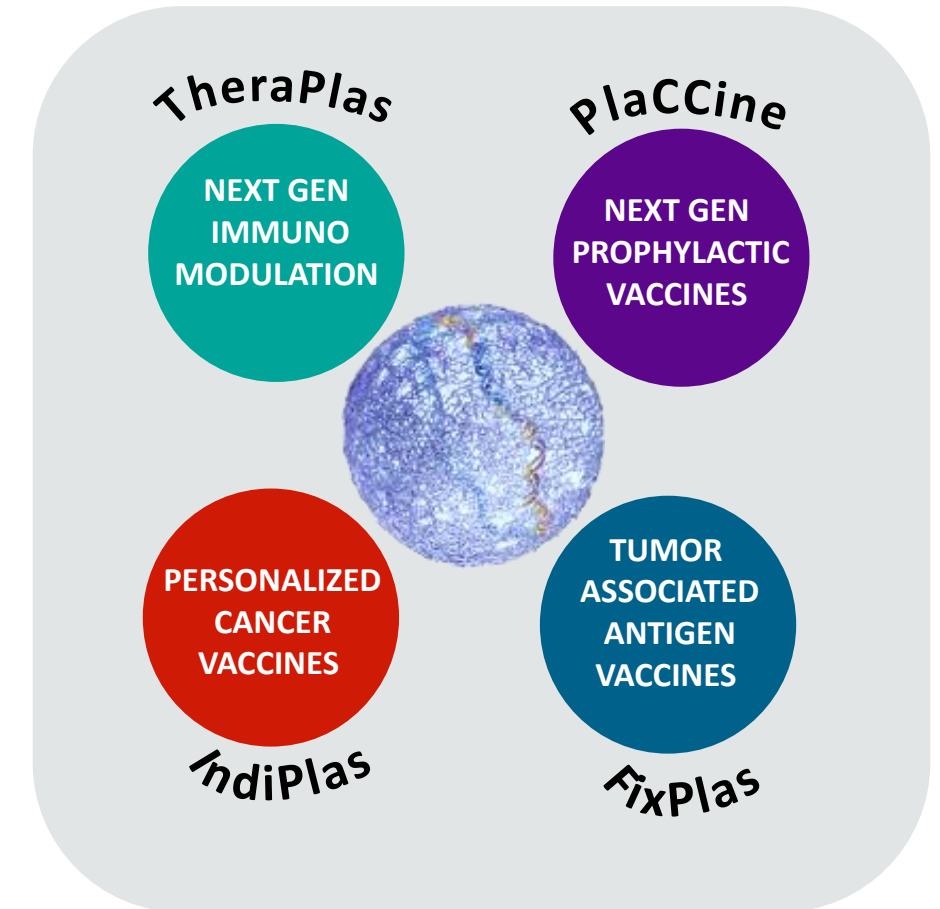 TheraPlas
NEXT GEN
IMMUNO
MODULATION
PlaCCine
NEXT GEN
PROPHYLACTIC
VACCINES
PERSONALIZED
CANCER
VACCINES
IndiPlas
TUMOR
ASSOCIATED
ANTIGEN
VACCINES
FixPlas